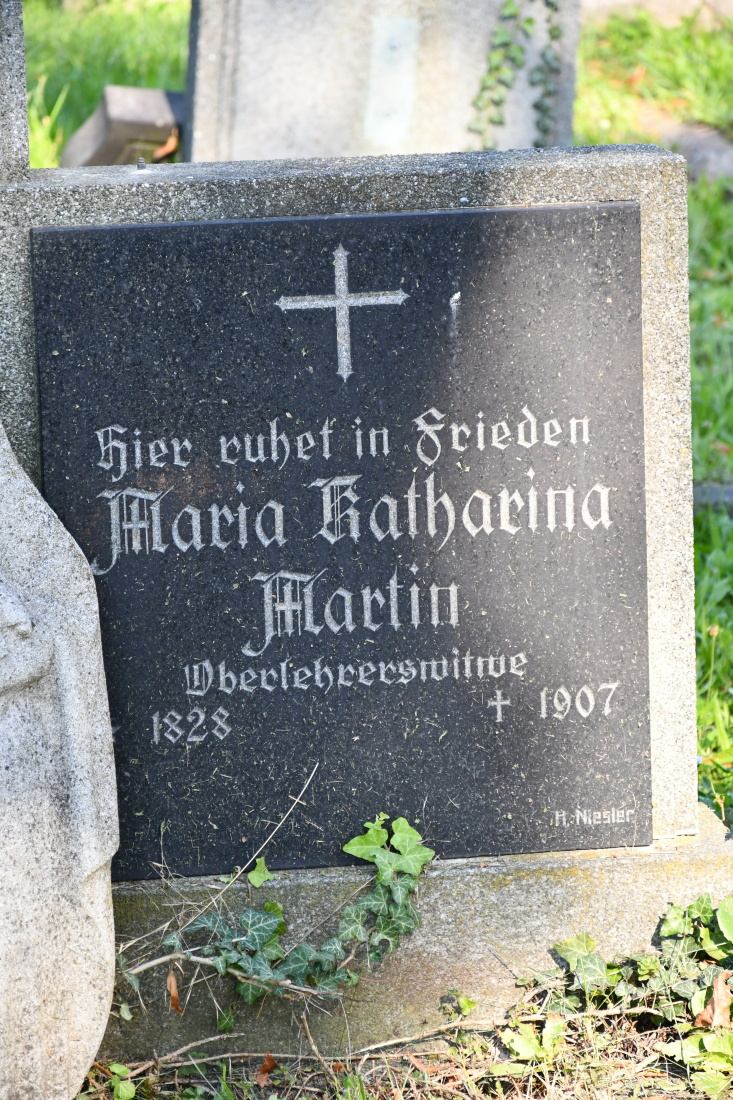 Hier ruhet in Frieden
Maria Katharina
Martin
Oberlehrerswitwe
1828 † 1907
A. Niesler